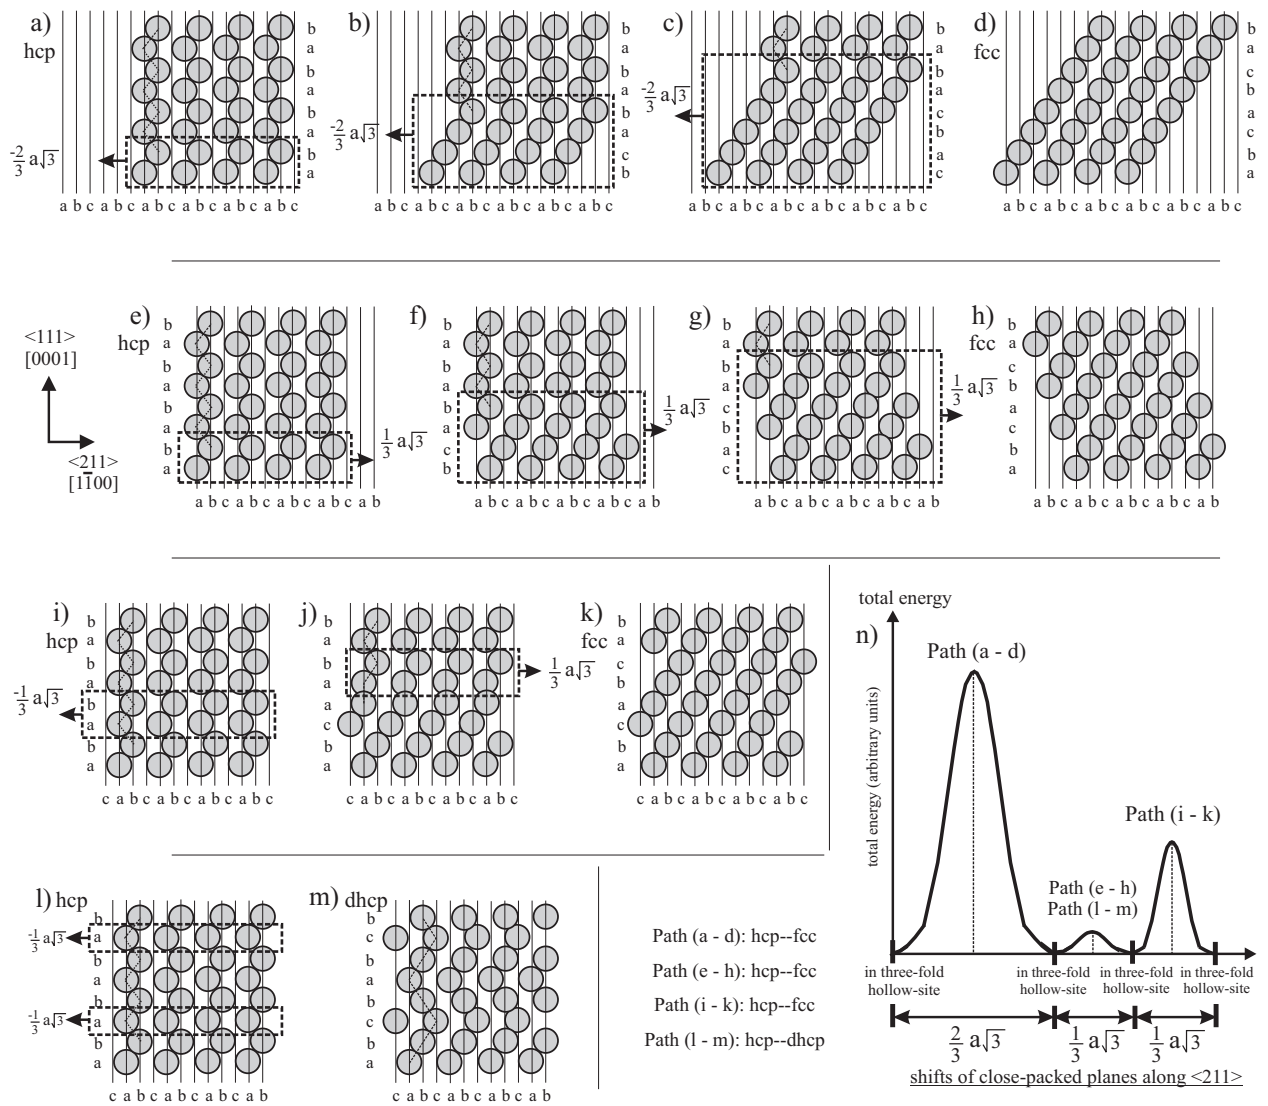 a)
hcp
b
a
b
a
b
a
b
a
-2/3 a√3
a b c a b c a b c a b c a b c a b c
b)
b
a
b
a
b
a
c
b
-2/3 a√3
a b c a b c a b c a b c a b c a b c
c)
b
a
b
a
c
b
a
c
-2/3 a√3
a b c a b c a b c a b c a b c a b c
d)
fcc
b
a
c
b
a
c
b
a
a b c a b c a b c a b c a b c a b c
<111>
[0001]
<211>
[1100]
e)
hcp
b
a
b
a
b
a
b
a
1/3 a√3
a b c a b c a b c a b c a b
f)
b
a
b
a
b
a
c
b
1/3 a√3
a b c a b c a b c a b c a b
g)
b
a
b
a
c
b
a
c
1/3 a√3
a b c a b c a b c a b c a b
h)
fcc
b
a
c
b
a
c
b
a
a b c a b c a b c a b c a b
i)
hcp
b
a
b
a
b
a
b
a
-1/3 a√3
c a b c a b c a b c a b c
j)
b
a
b
a
a
c
b
a
1/3 a√3
c a b c a b c a b c a b c
k)
fcc
b
a
c
b
a
c
b
a
c a b c a b c a b c a b c
l) hcp
b
a
b
a
b
a
b
a
-1/3 a√3
-1/3 a√3
c a b c a b c a b c a b
m) dhcp
b
c
b
a
b
c
b
a
c a b c a b c a b c a b
Path (a - d): hcp--fcc
Path (e - h): hcp--fcc
Path (i - k): hcp--fcc
Path (l - m): hcp--dhcp
total energy
n)
total energy (arbitrary units)
Path (a - d)
Path (e - h)
Path (l - m)
Path (i - k)
in three-fold
hollow-site
in three-fold
hollow-site
in three-fold
hollow-site
in three-fold
hollow-site
2/3 a√3
1/3 a√3
1/3 a√3
shifts of close-packed planes along <211>